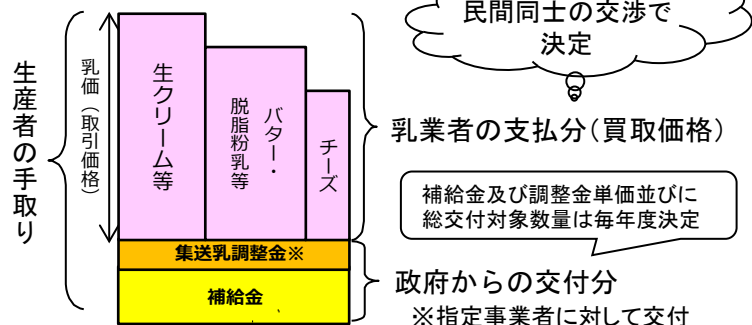 民間同士の交渉で
決定
生産者の手取り
乳価（取引価格）
生クリーム等
バター・
脱脂粉乳等
チーズ
乳業者の支払分（買取価格）
補給金及び調整金単価並びに
総交付対象数量は毎年度決定
集送乳調整金※
補給金
政府からの交付分
※指定事業者に対して交付